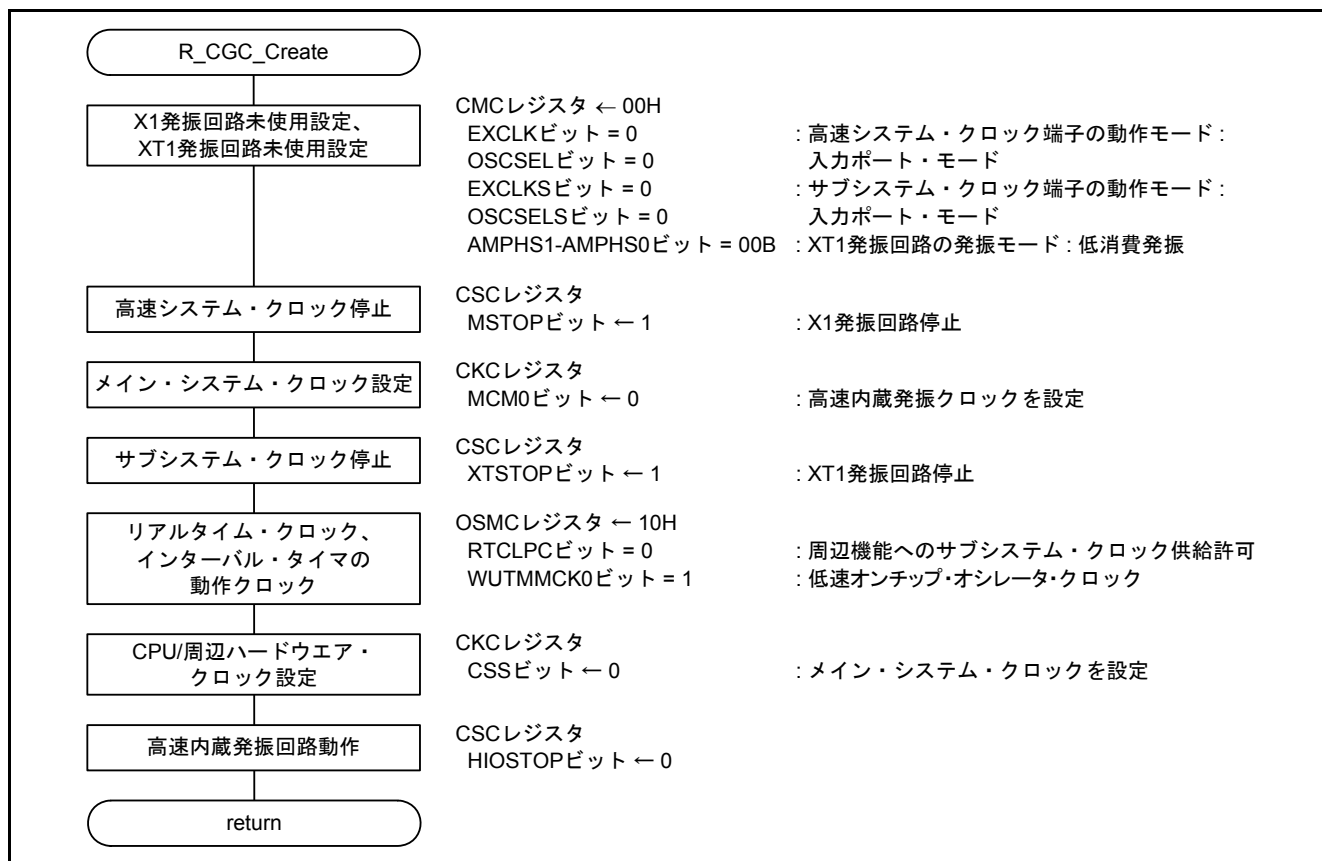 R_CGC_Create
X1発振回路未使用設定、
XT1発振回路未使用設定
CMCレジスタ ← 00H
EXCLKビット = 0 : 高速システム・クロック端子の動作モード :
OSCSELビット = 0 入力ポート・モード
EXCLKSビット = 0 : サブシステム・クロック端子の動作モード :
OSCSELSビット = 0 入力ポート・モード
AMPHS1-AMPHS0ビット = 00B : XT1発振回路の発振モード : 低消費発振
高速システム・クロック停止
CSCレジスタ
MSTOPビット ← 1 : X1発振回路停止
メイン・システム・クロック設定
CKCレジスタ
MCM0ビット ← 0 : 高速内蔵発振クロックを設定
サブシステム・クロック停止
CSCレジスタ
XTSTOPビット ← 1 : XT1発振回路停止
リアルタイム・クロック、
インターバル・タイマの
動作クロック
OSMCレジスタ ← 10H
RTCLPCビット = 0 : 周辺機能へのサブシステム・クロック供給許可
WUTMMCK0ビット = 1 : 低速オンチップ・オシレータ・クロック
CPU/周辺ハードウエア・
クロック設定
CKCレジスタ
CSSビット ← 0 : メイン・システム・クロックを設定
高速内蔵発振回路動作
CSCレジスタ
HIOSTOPビット ← 0
return